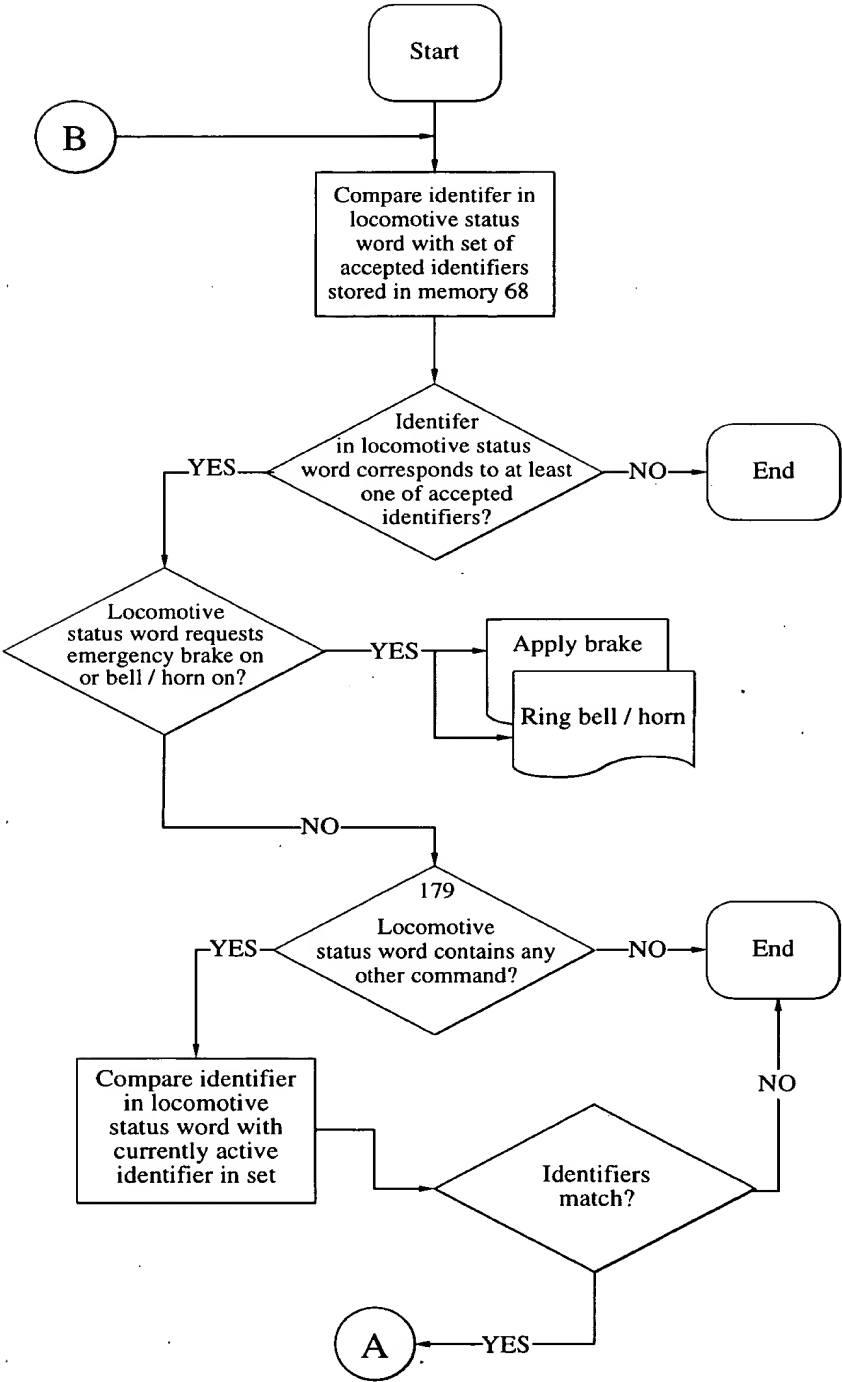 Start
B
Compare identifer in
locomotive status
word with set of
accepted identifiers
stored in memory 68
Identifer
in locomotive status
word corresponds to at least
one of accepted
identifiers?
YES
NO
End
Locomotive
status word requests
emergency brake on
or bell / horn on?
YES
Apply brake
Ring bell / horn
NO
179
Locomotive
status word contains any
other command?
YES
NO
End
Compare identifier
in locomotive
status word with
currently active
identifier in set
Identifiers
match?
NO
YES
A